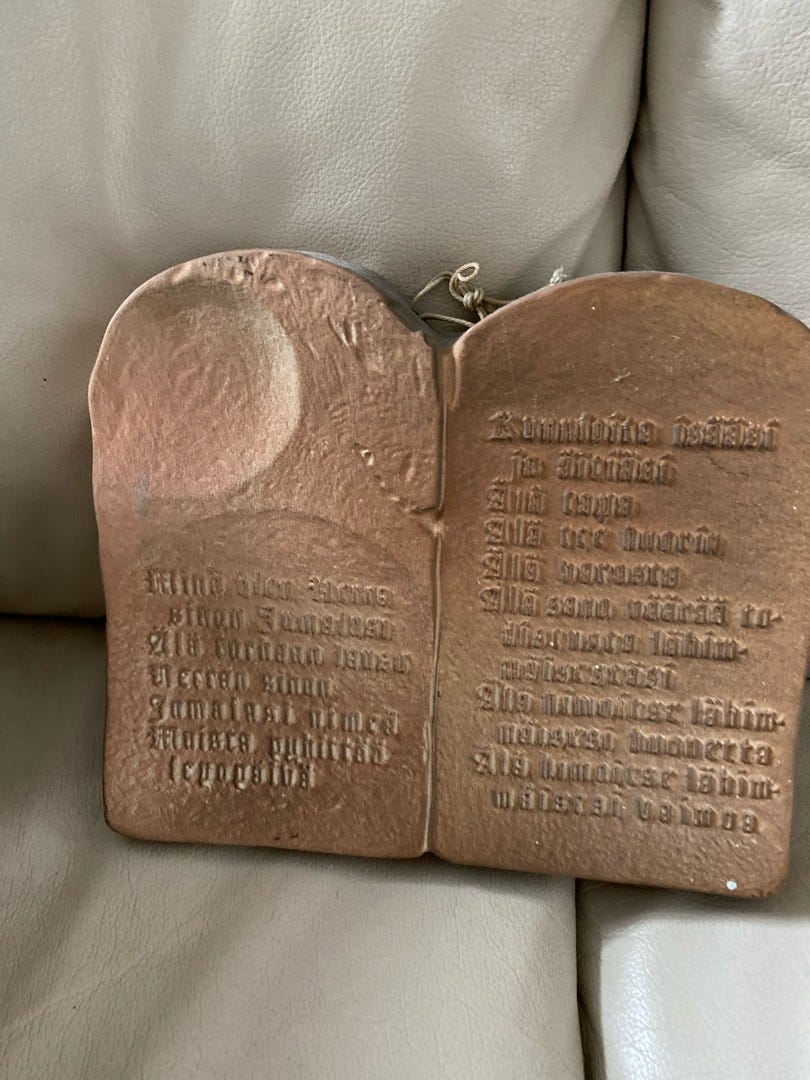 Minä olen Herra
sinun Jumalasi
Älä turhaan lausu
Herran sinun
Jumalasi nimeä
Muista pyhittää
lepopäivä
Kunnioita isääsi
ja äitiäsi
Älä tapa
Älä tee huorin
Älä varasta
Älä sano väärää to-
distusta lähim-
mäisestäsi
Älä himoitse lähim-
mäisesi huonetta
Älä himoitse lähim-
mäisesi vaimoa